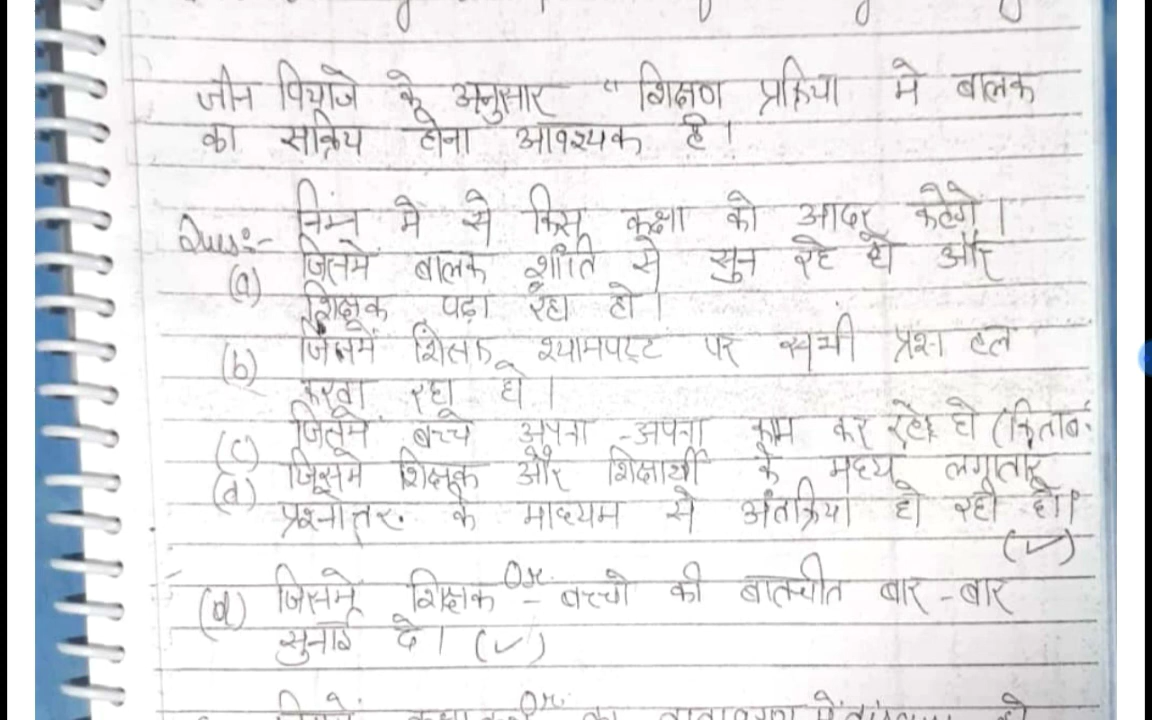 जीन पियाजे के अनुसार " शिक्षण प्रक्रिया मे बालक
का सक्रिय होना आवश्यक है।
Ques:- निम्न मे से किस कक्षा को आदर कहेगे।
(a) जिसमें बालक शांति से सुन रहे हो और
शिक्षक पढ़ा रहा हो।
(b) जिसमें शिक्षक श्यामपट्ट पर सभी प्रश्न हल
करवा रहा हो।
(c) जिसमें बच्चे अपना -अपना काम कर रहे हो (किताब:
(d) जिसमे शिक्षक और शिक्षार्थी के मध्य लगातार
प्रश्नोत्तर. के माध्यम से अंतक्रिया हो रही हो।
(✓)
Or.
(d) जिसमे शिक्षक - बच्चो की बातचीत बार -बार
सुनाई दे। (✓)
Or.